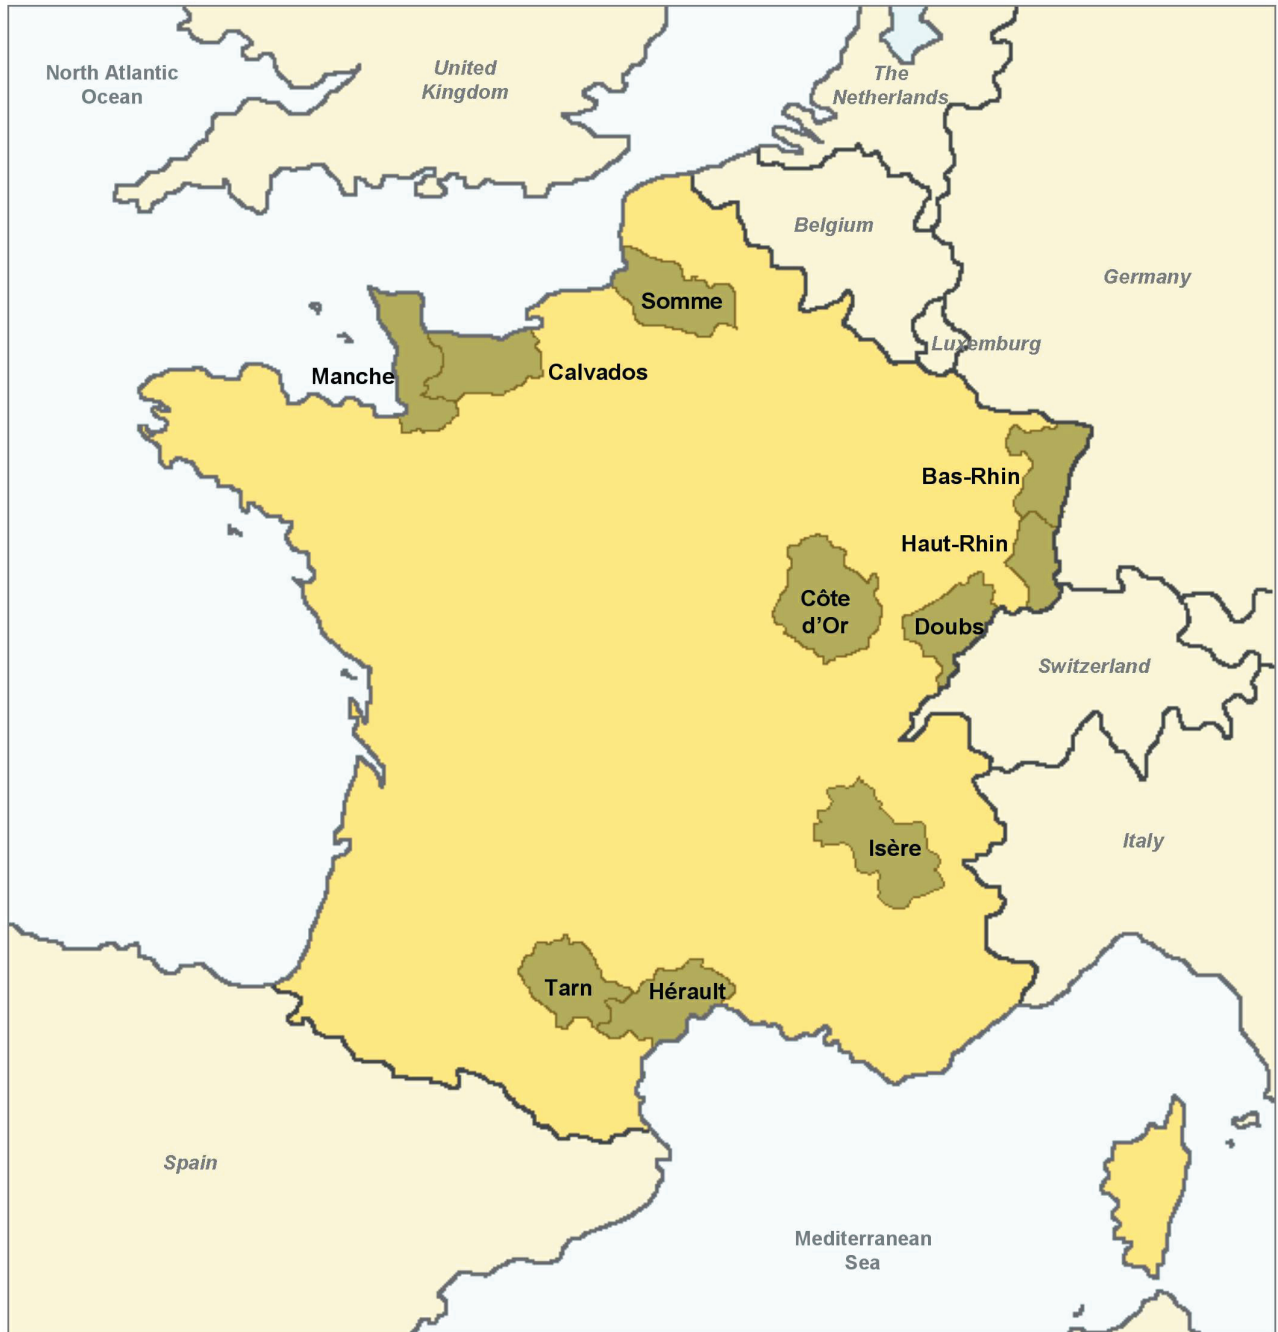 North Atlantic
Ocean
United
Kingdom
The
Netherlands
Belgium
Germany
Somme
Luxemburg
Manche
Calvados
Bas-Rhin
Haut-Rhin
Côte
d'Or
Doubs
Switzerland
Isère
Italy
Tarn
Hérault
Spain
Mediterranean
Sea